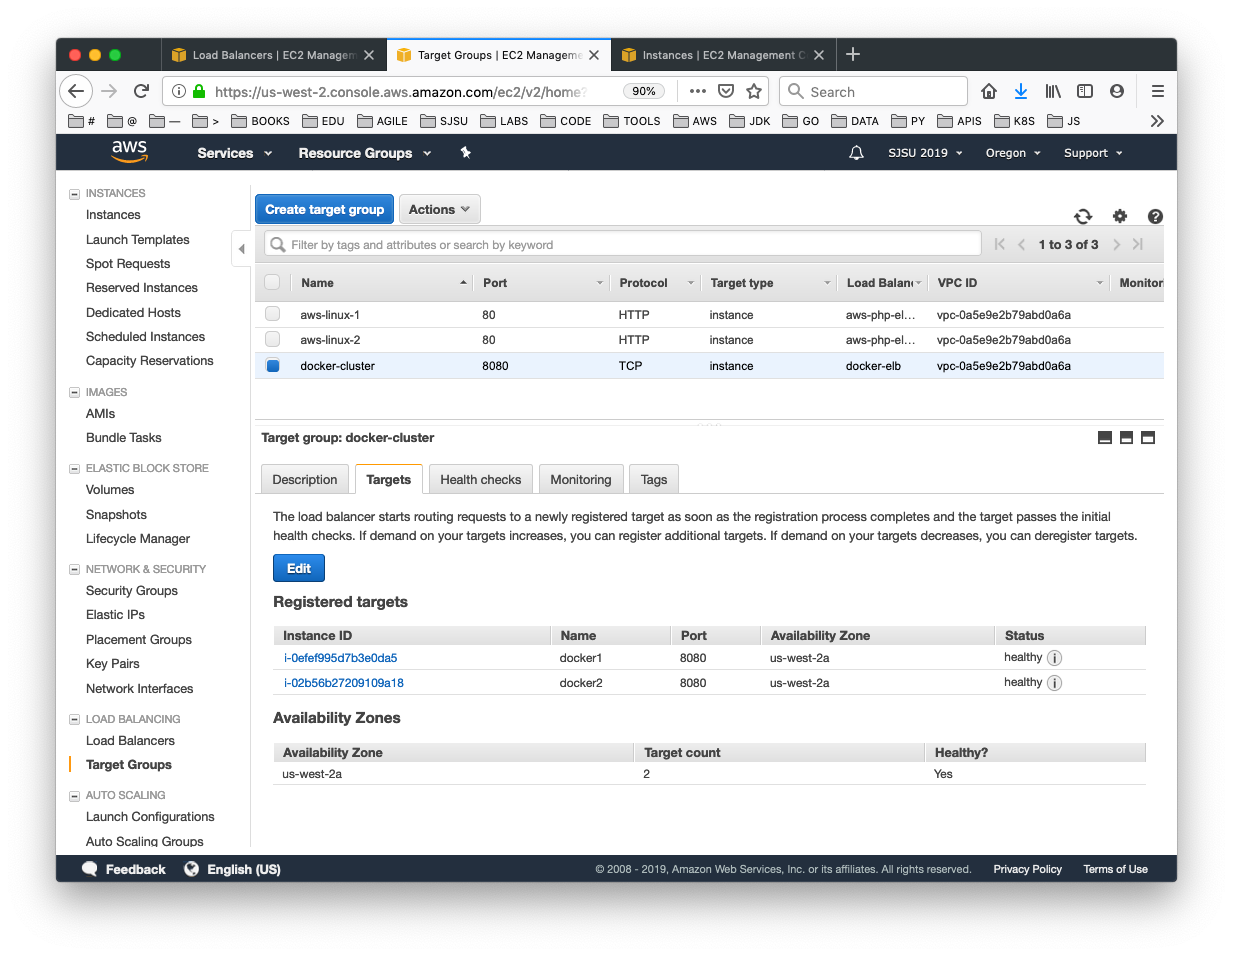 Load Balancers | EC2 Managem
Target Groups | EC2 Manageme
Instances | EC2 Management C
https://us-west-2.console.aws.amazon.com/ec2/v2/home?
90%
Search
#
@
—
>
BOOKS
EDU
AGILE
SJSU
LABS
CODE
TOOLS
AWS
JDK
GO
DATA
PY
APIS
K8S
JS
aws
Services
Resource Groups
SJSU 2019
Oregon
Support
INSTANCES
Instances
Launch Templates
Spot Requests
Reserved Instances
Dedicated Hosts
Scheduled Instances
Capacity Reservations
IMAGES
AMIs
Bundle Tasks
ELASTIC BLOCK STORE
Volumes
Snapshots
Lifecycle Manager
NETWORK & SECURITY
Security Groups
Elastic IPs
Placement Groups
Key Pairs
Network Interfaces
LOAD BALANCING
Load Balancers
Target Groups
AUTO SCALING
Launch Configurations
Auto Scaling Groups
Create target group
Actions
Filter by tags and attributes or search by keyword
1 to 3 of 3
Name Port Protocol Target type Load Balan VPC ID Monitor
aws-linux-1 80 HTTP instance aws-php-el... vpc-0a5e9e2b79abd0a6a
aws-linux-2 80 HTTP instance aws-php-el... vpc-0a5e9e2b79abd0a6a
docker-cluster 8080 TCP instance docker-elb vpc-0a5e9e2b79abd0a6a
Target group: docker-cluster
Description
Targets
Health checks
Monitoring
Tags
The load balancer starts routing requests to a newly registered target as soon as the registration process completes and the target passes the initial
health checks. If demand on your targets increases, you can register additional targets. If demand on your targets decreases, you can deregister targets.
Edit
Registered targets
Instance ID Name Port Availability Zone Status
i-0efef995d7b3e0da5 docker1 8080 us-west-2a healthy
i-02b56b27209109a18 docker2 8080 us-west-2a healthy
Availability Zones
Availability Zone Target count Healthy?
us-west-2a 2 Yes
Feedback
English (US)
© 2008 - 2019, Amazon Web Services, Inc. or its affiliates. All rights reserved.
Privacy Policy
Terms of Use